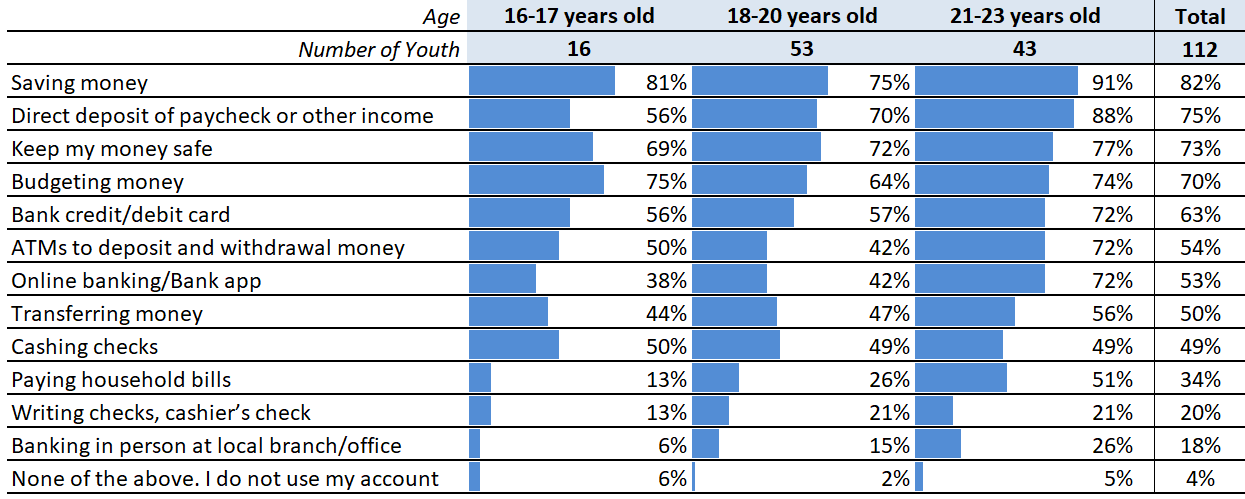 Age 16-17 years old 18-20 years old 21-23 years old Total
Number of Youth 16 53 43 112
Saving money 81% 75% 91% 82%
Direct deposit of paycheck or other income 56% 70% 88% 75%
Keep my money safe 69% 72% 77% 73%
Budgeting money 75% 64% 74% 70%
Bank credit/debit card 56% 57% 72% 63%
ATMs to deposit and withdrawal money 50% 42% 72% 54%
Online banking/Bank app 38% 42% 72% 53%
Transferring money 44% 47% 56% 50%
Cashing checks 50% 49% 49% 49%
Paying household bills 13% 26% 51% 34%
Writing checks, cashier’s check 13% 21% 21% 20%
Banking in person at local branch/office 6% 15% 26% 18%
None of the above. I do not use my account 6% 2% 5% 4%